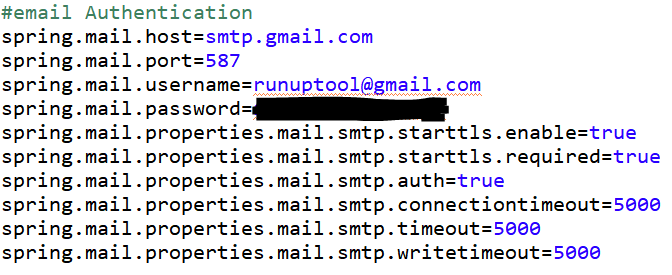 #email Authentication
spring.mail.host=smtp.gmail.com
spring.mail.port=587
spring.mail.username=runuptool@gmail.com
spring.mail.password=
spring.mail.properties.mail.smtp.starttls.enable=true
spring.mail.properties.mail.smtp.starttls.required=true
spring.mail.properties.mail.smtp.auth=true
spring.mail.properties.mail.smtp.connectiontimeout=5000
spring.mail.properties.mail.smtp.timeout=5000
spring.mail.properties.mail.smtp.writetimeout=5000